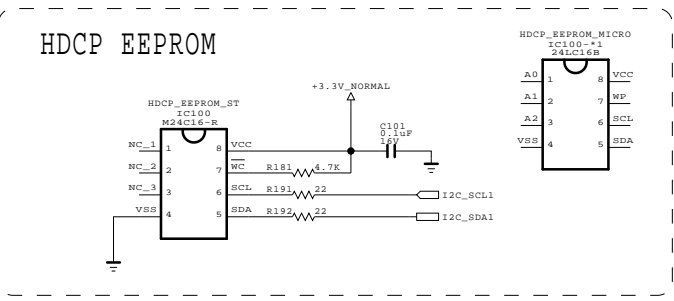 HDCP EEPROM
HDCP_EEPROM_MICRO
IC100-*1
24LC16B
A0 1 8 VCC
A1 2 7 WP
A2 3 6 SCL
VSS 4 5 SDA
+3.3V_NORMAL
HDCP_EEPROM_ST
IC100
M24C16-R
C101
0.1uF
16V
NC_1 1 8 VCC
NC_2 2 7 WC R181 4.7K
NC_3 3 6 SCL R191 22 I2C_SCL1
VSS 4 5 SDA R192 22 I2C_SDA1